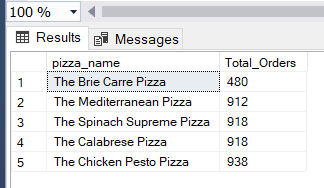 100 %
Results Messages
pizza_name Total_Orders
1 The Brie Carre Pizza 480
2 The Mediterranean Pizza 912
3 The Spinach Supreme Pizza 918
4 The Calabrese Pizza 918
5 The Chicken Pesto Pizza 938